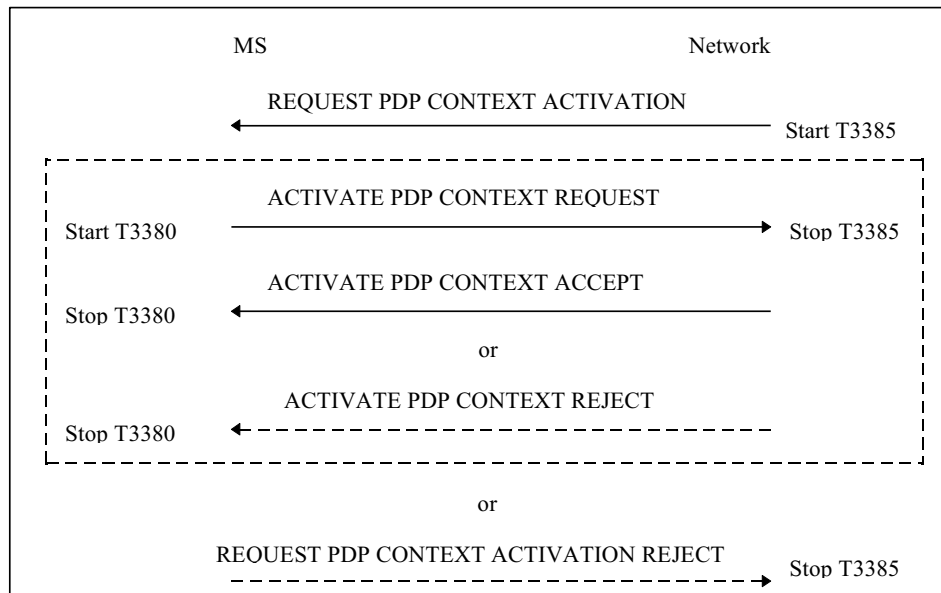 MS Network
REQUEST PDP CONTEXT ACTIVATION
Start T3385
ACTIVATE PDP CONTEXT REQUEST
Start T3380 Stop T3385
ACTIVATE PDP CONTEXT ACCEPT
Stop T3380
or
ACTIVATE PDP CONTEXT REJECT
Stop T3380
or
REQUEST PDP CONTEXT ACTIVATION REJECT
Stop T3385